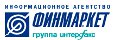 ИНФОРМАЦИОННОЕ АГЕНТСТВО
ФИНМАРКЕТ
группа интерфакс